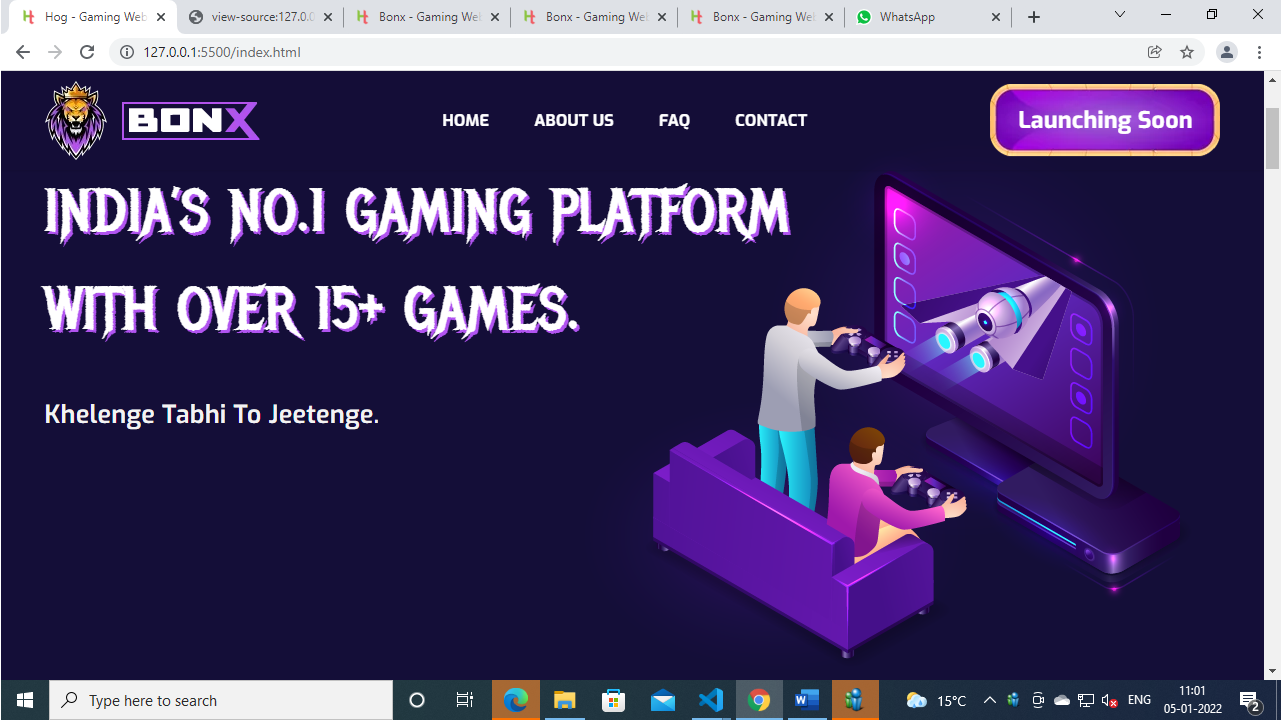 Hog - Gaming Web
view-source:127.0.0
Bonx - Gaming Web
Bonx - Gaming Web
Bonx - Gaming Web
WhatsApp
127.0.0.1:5500/index.html
BONX
HOME
ABOUT US
FAQ
CONTACT
Launching Soon
INDIA'S NO.1 GAMING PLATFORM
WITH OVER 15+ GAMES.
Khelenge Tabhi To Jeetenge.
Type here to search
15°C
ENG
11:01
05-01-2022
2